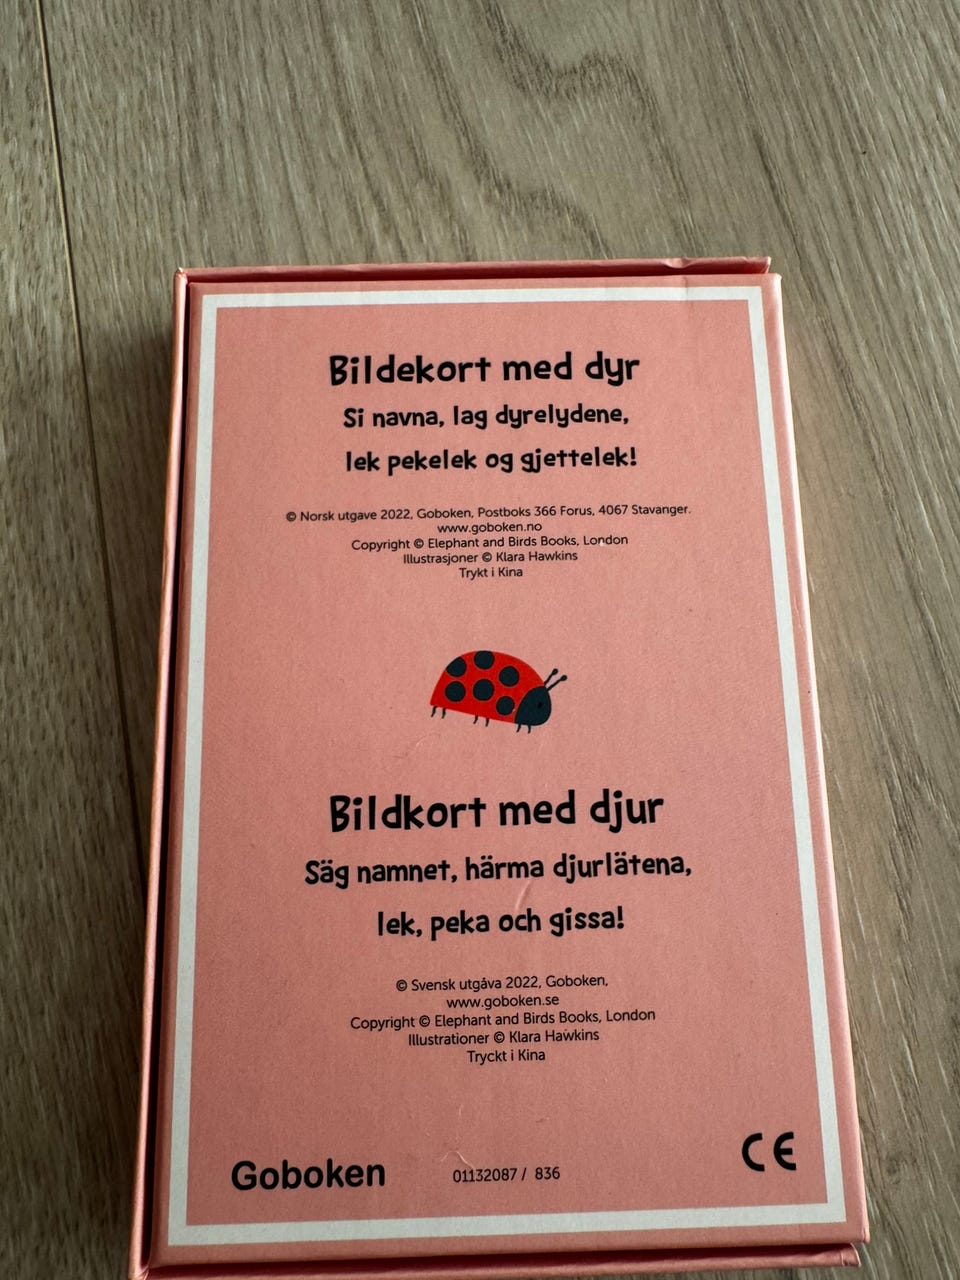 Bildekort med dyr
Si navna, lag dyrelydene,
lek pekelek og gjettelek!
© Norsk utgave 2022, Goboken, Postboks 366 Forus, 4067 Stavanger.
www.goboken.no
Copyright © Elephant and Birds Books, London
Illustrasjoner © Klara Hawkins
Trykt i Kina
Bildkort med djur
Säg namnet, härma djurlätena,
lek, peka och gissa!
© Svensk utgåva 2022, Goboken,
www.goboken.se
Copyright © Elephant and Birds Books, London
Illustrationer © Klara Hawkins
Tryckt i Kina
Goboken
01132087 / 836
CE